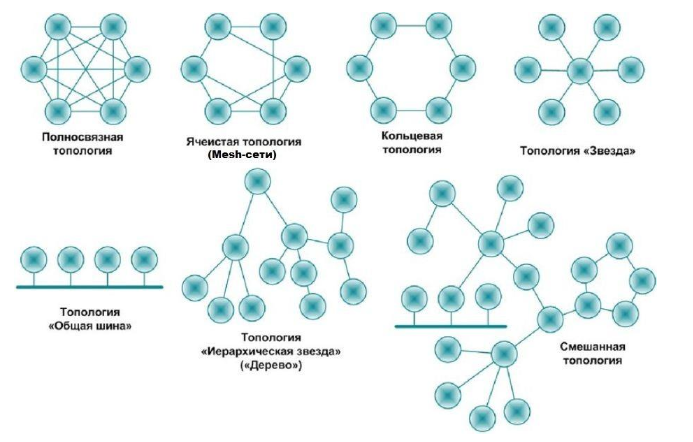 Полносвязная
топология
Ячеистая топология
(Mesh-сети)
Кольцевая
топология
Топология «Звезда»
Топология
«Общая шина»
Топология
«Иерархическая звезда»
(«Дерево»)
Смешанная
топология